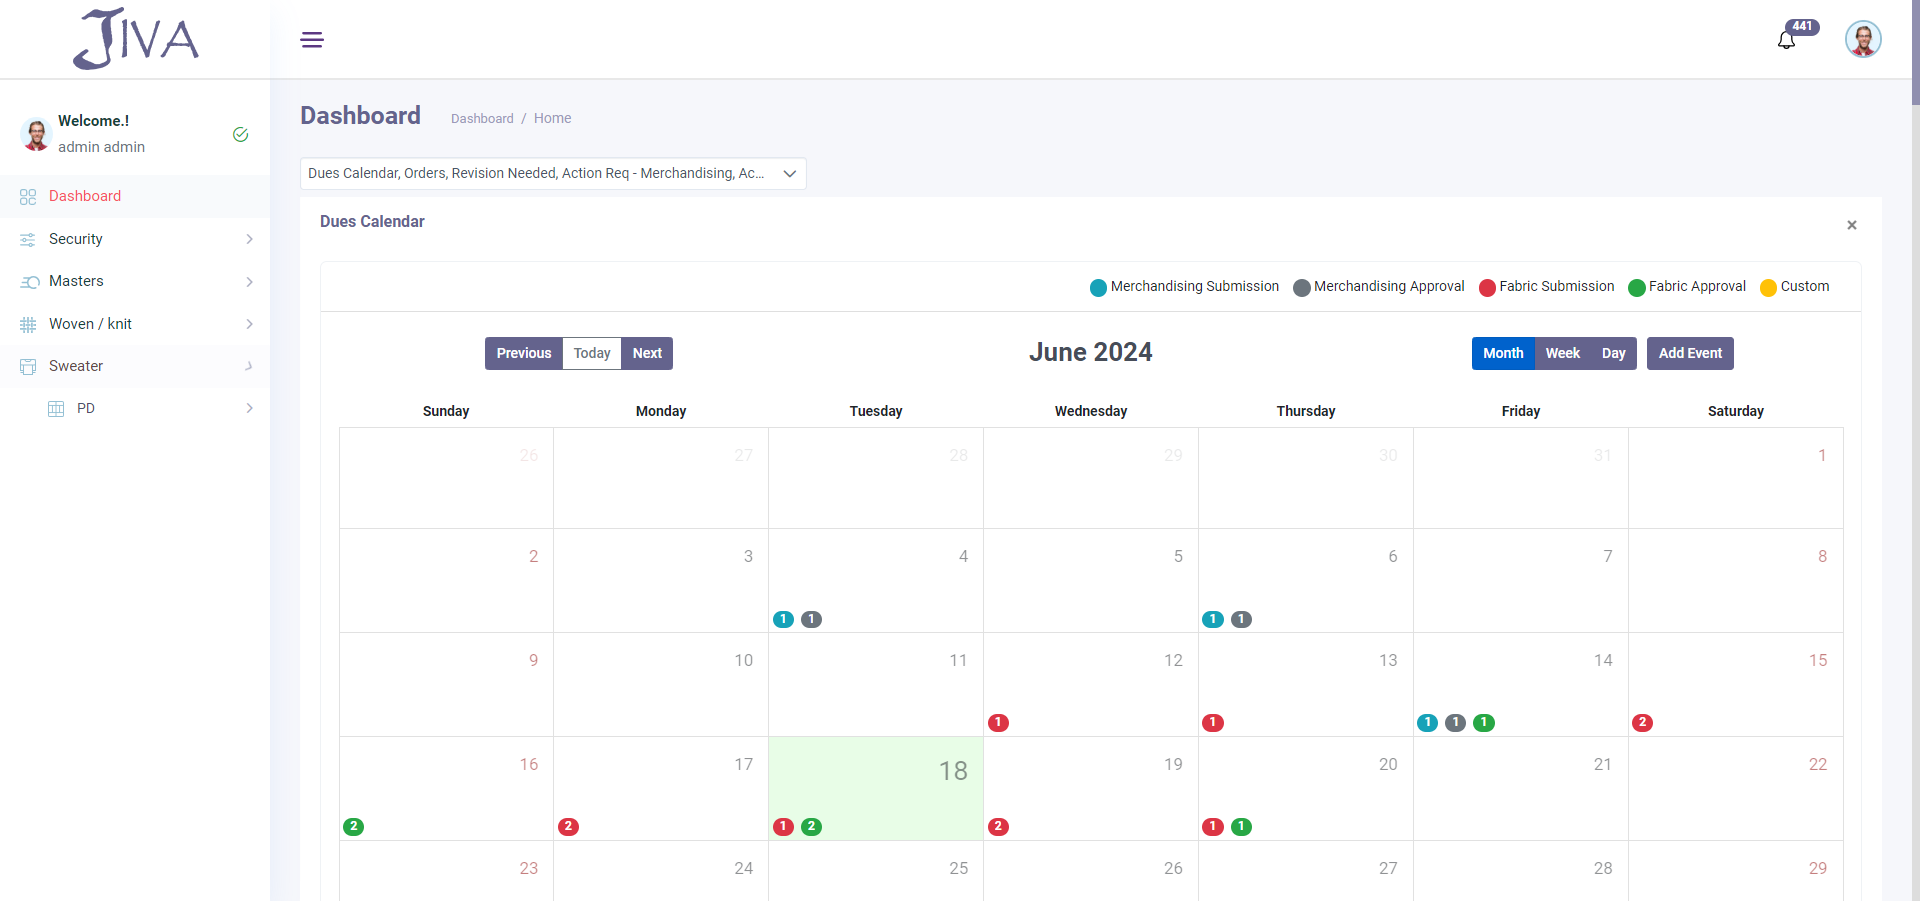 JIVA
441
Welcome.!
admin admin
Dashboard
Security
Masters
Woven / knit
Sweater
PD
Dashboard
Dashboard / Home
Dues Calendar, Orders, Revision Needed, Action Req - Merchandising, Ac...
Dues Calendar
×
Merchandising Submission Merchandising Approval Fabric Submission Fabric Approval Custom
Previous Today Next
June 2024
Month Week Day Add Event
Sunday Monday Tuesday Wednesday Thursday Friday Saturday
26 27 28 29 30 31 1
2 3 4 5 6 7 8
1 1 1 1
9 10 11 12 13 14 15
1 1 1 1 1 2
16 17 18 19 20 21 22
2 2 1 2 2 1 1
23 24 25 26 27 28 29